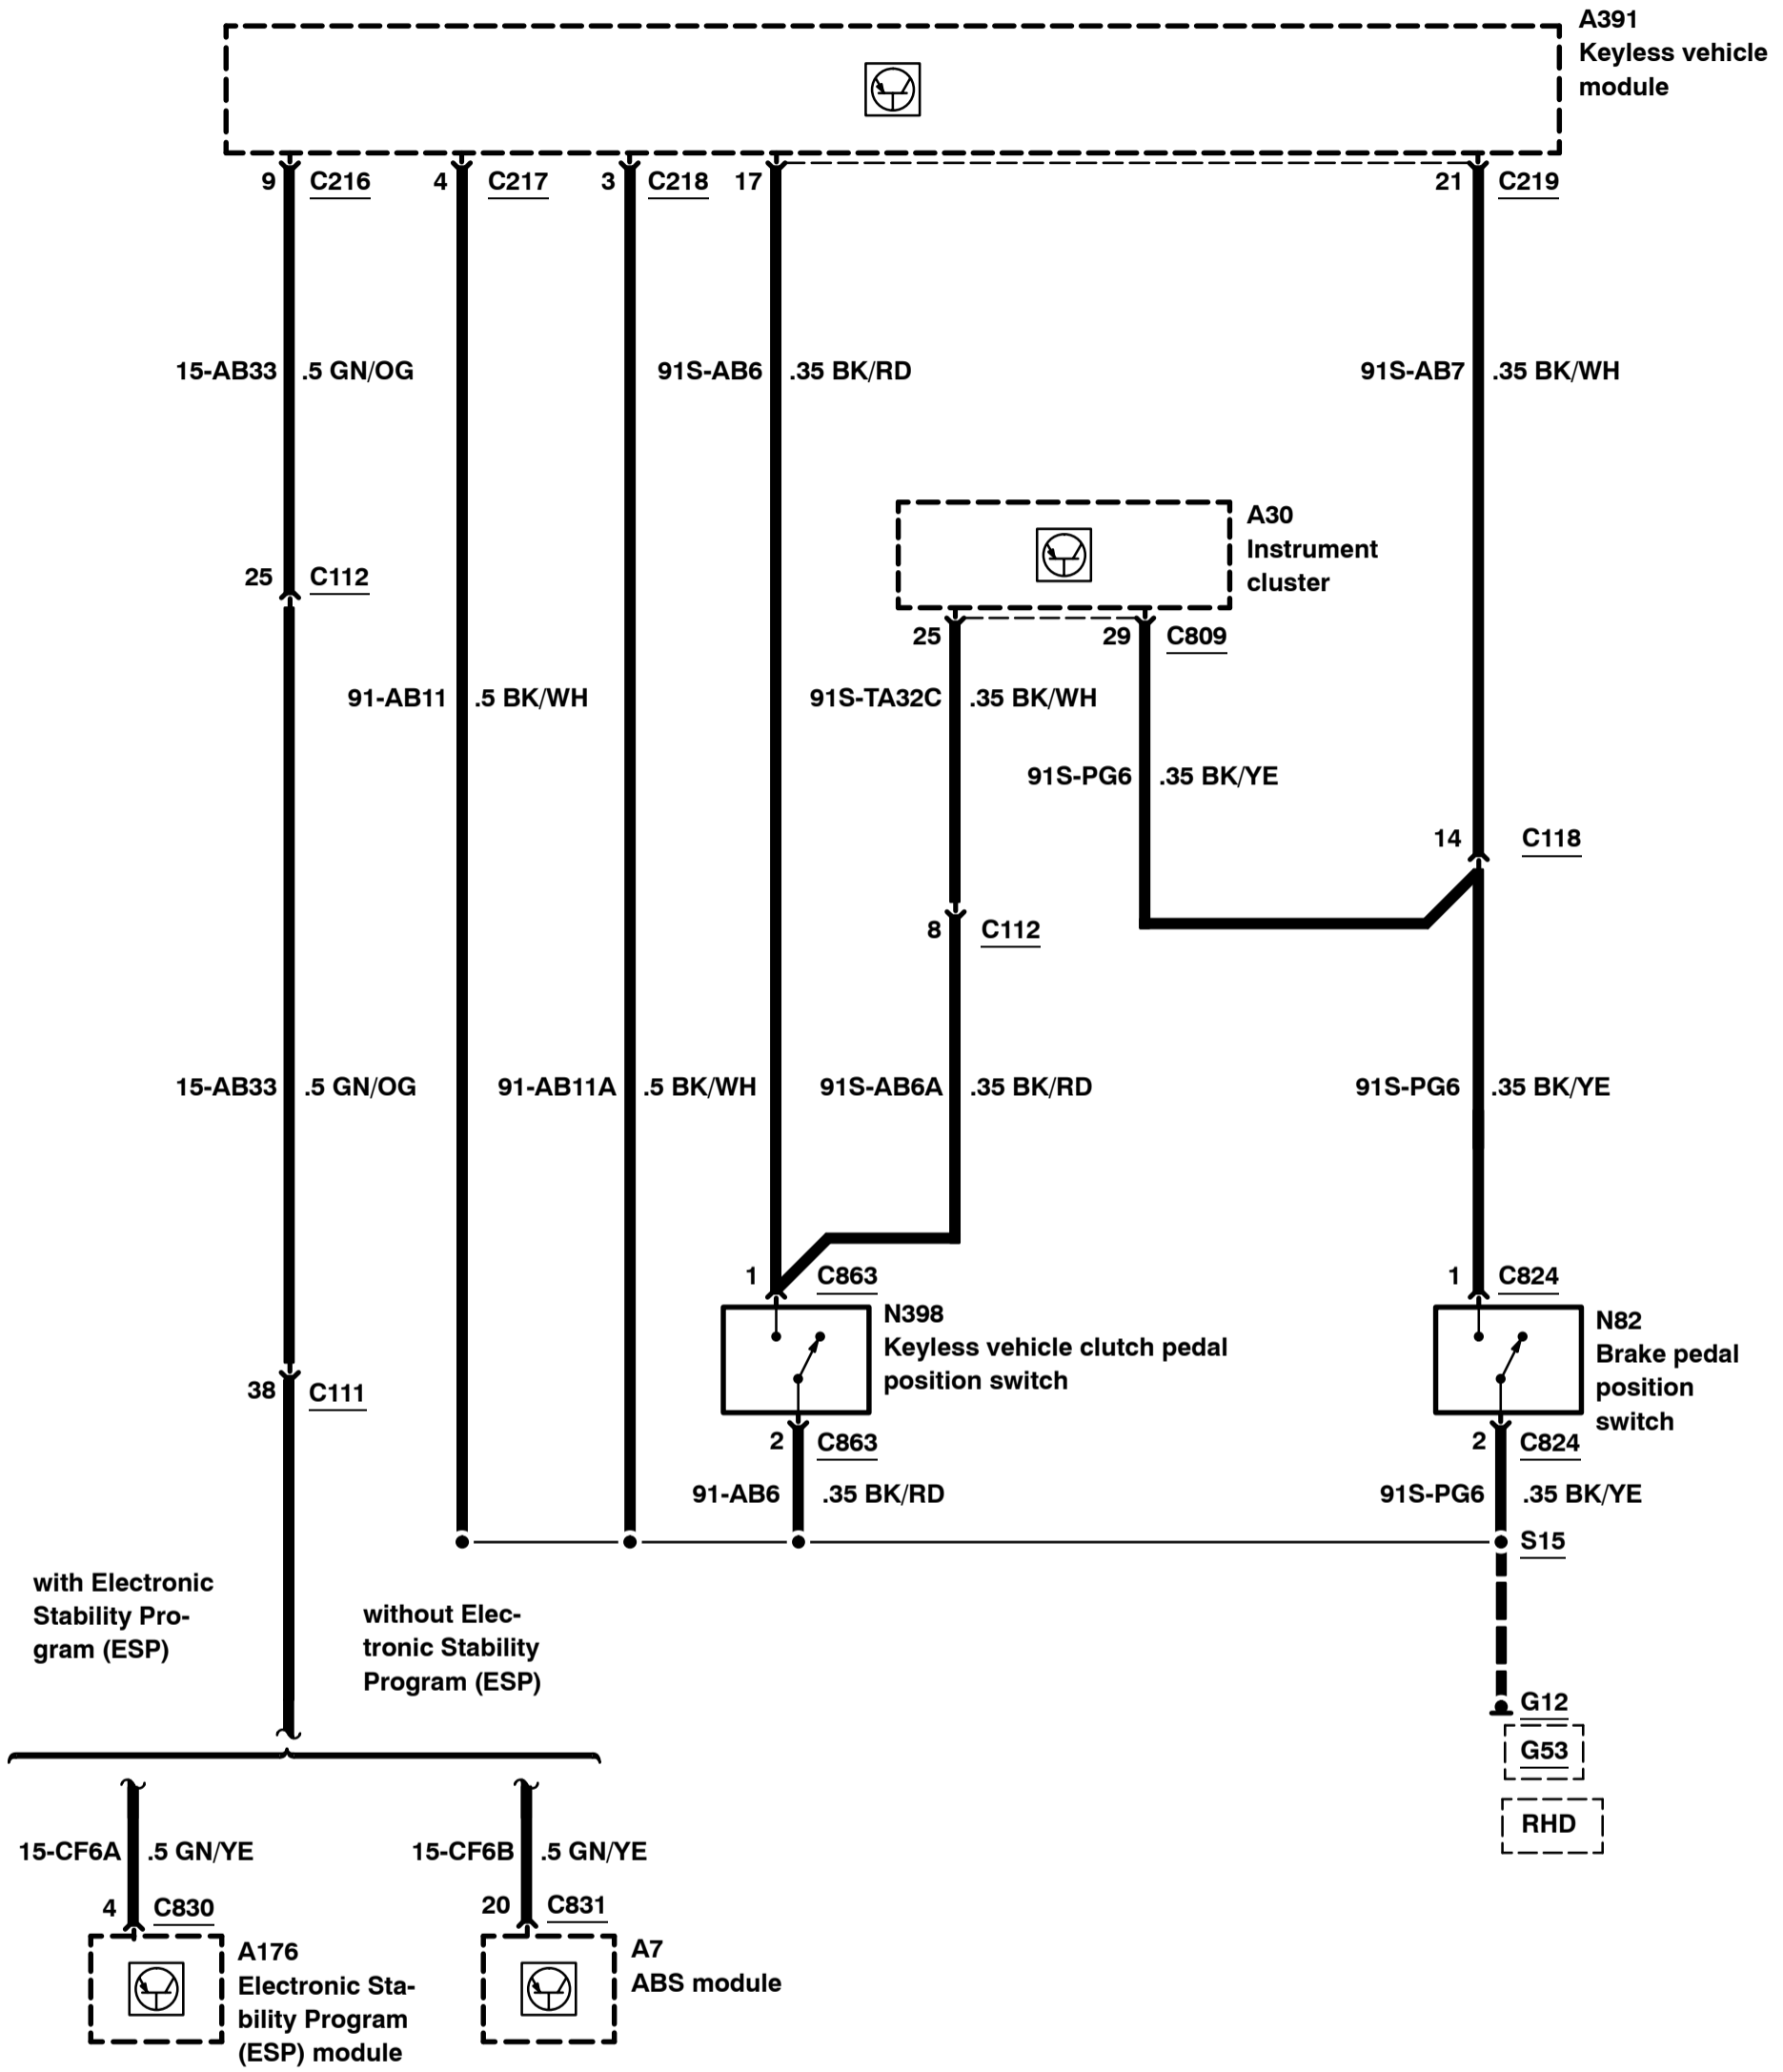 A391
Keyless vehicle
module
9 C216 4 C217 3 C218 17 21 C219
15-AB33 .5 GN/OG 91S-AB6 .35 BK/RD 91S-AB7 .35 BK/WH
A30
Instrument
cluster
25 C112
25 29 C809
91-AB11 .5 BK/WH 91S-TA32C .35 BK/WH
91S-PG6 .35 BK/YE
14 C118
8 C112
15-AB33 .5 GN/OG 91-AB11A .5 BK/WH 91S-AB6A .35 BK/RD 91S-PG6 .35 BK/YE
1 C863 1 C824
N398
Keyless vehicle clutch pedal
position switch
N82
Brake pedal
position
switch
38 C111
2 C863 2 C824
91-AB6 .35 BK/RD 91S-PG6 .35 BK/YE
S15
with Electronic
Stability Pro-
gram (ESP)
without Elec-
tronic Stability
Program (ESP)
G12
G53
RHD
15-CF6A .5 GN/YE 15-CF6B .5 GN/YE
4 C830 20 C831
A176
Electronic Sta-
bility Program
(ESP) module
A7
ABS module